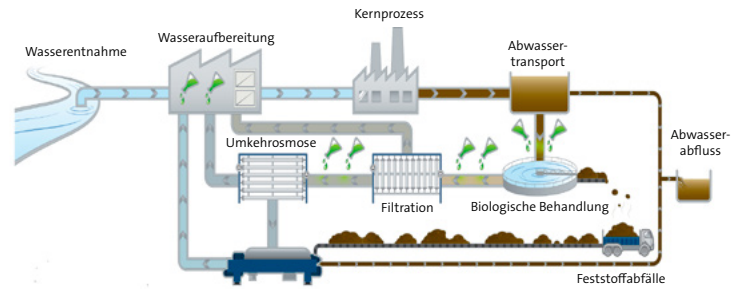 Kernprozess
Wasseraufbereitung
Wasserentnahme
Abwasser-
transport
Umkehrosmose
Abwasser-
abfluss
Filtration
Biologische Behandlung
Feststoffabfälle